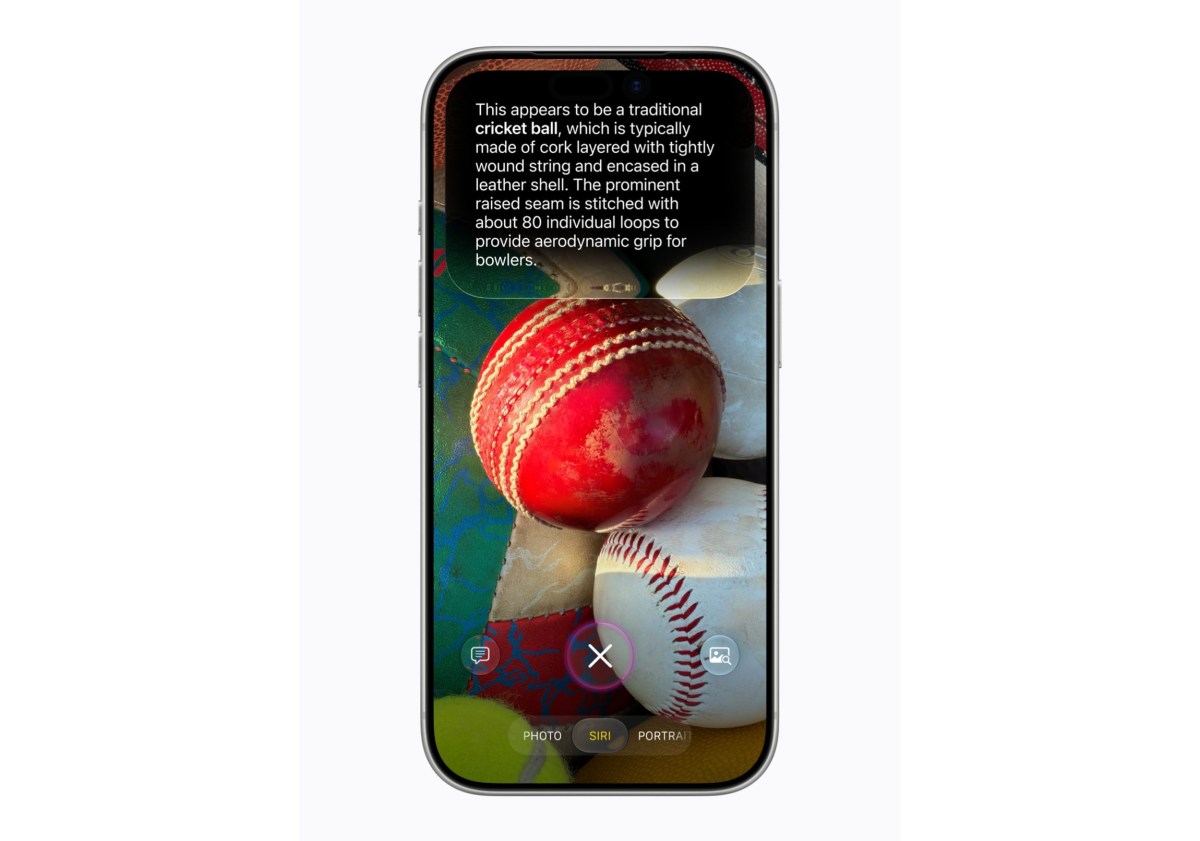 This appears to be a traditional
cricket ball, which is typically
made of cork layered with tightly
wound string and encased in a
leather shell. The prominent
raised seam is stitched with
about 80 individual loops to
provide aerodynamic grip for
bowlers.
PHOTO SIRI PORTRAIT